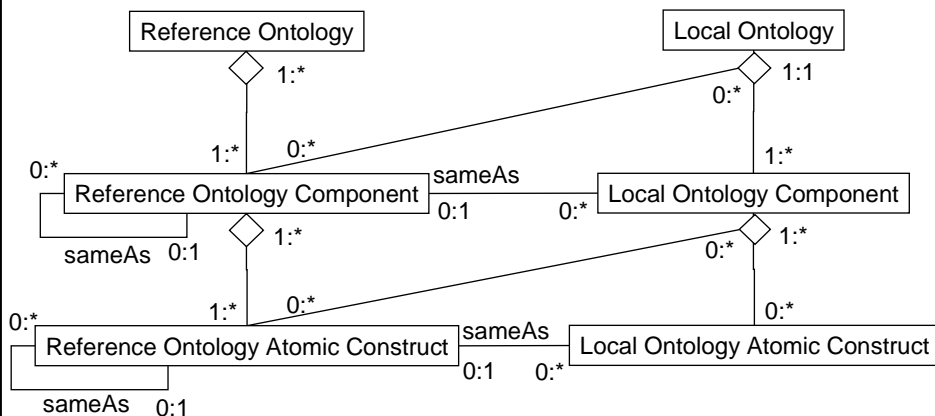 Reference Ontology
Local Ontology
1:*
1:1
0:*
1:*
0:*
1:*
0:*
Reference Ontology Component
sameAs
Local Ontology Component
0:1
0:*
sameAs
0:1
1:*
0:*
1:*
1:*
0:*
0:*
0:*
Reference Ontology Atomic Construct
sameAs
Local Ontology Atomic Construct
0:1
0:*
sameAs
0:1